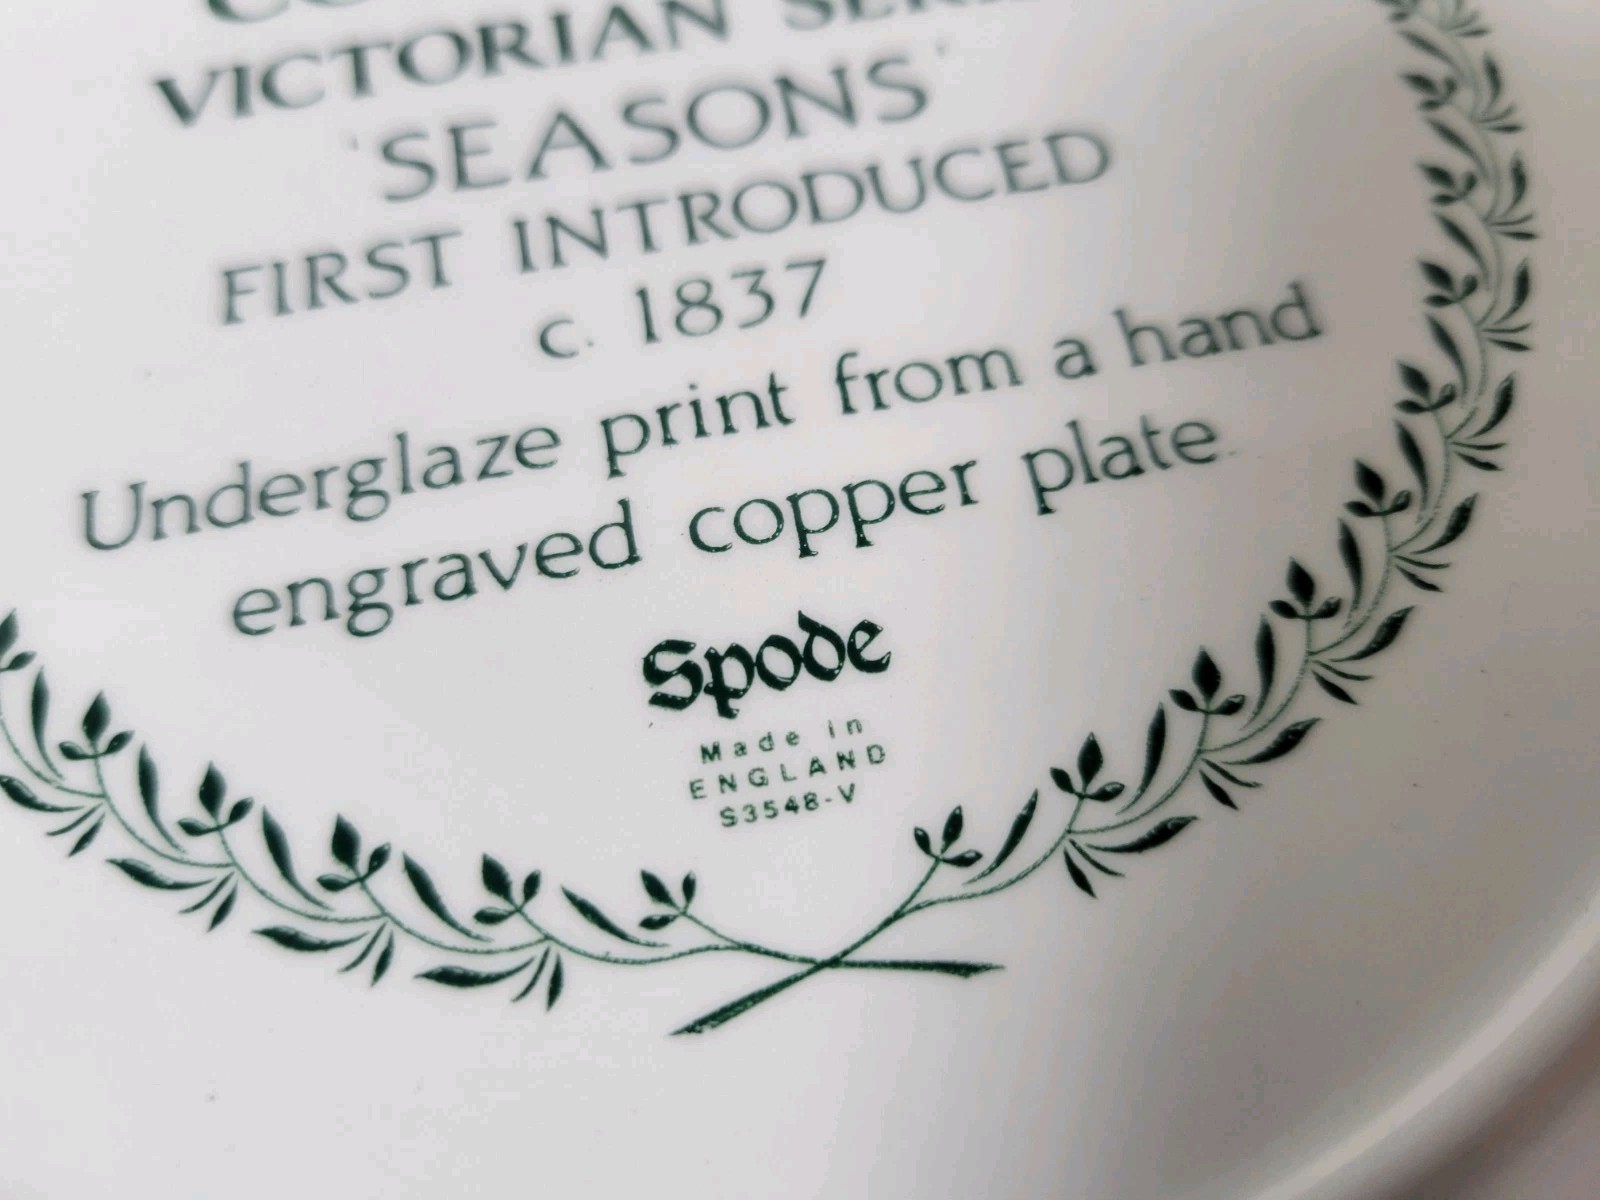 VICTORIAN
'SEASONS'
FIRST INTRODUCED
c. 1837
Underglaze print from a hand
engraved copper plate.
Spode
Made in
ENGLAND
S3548-V